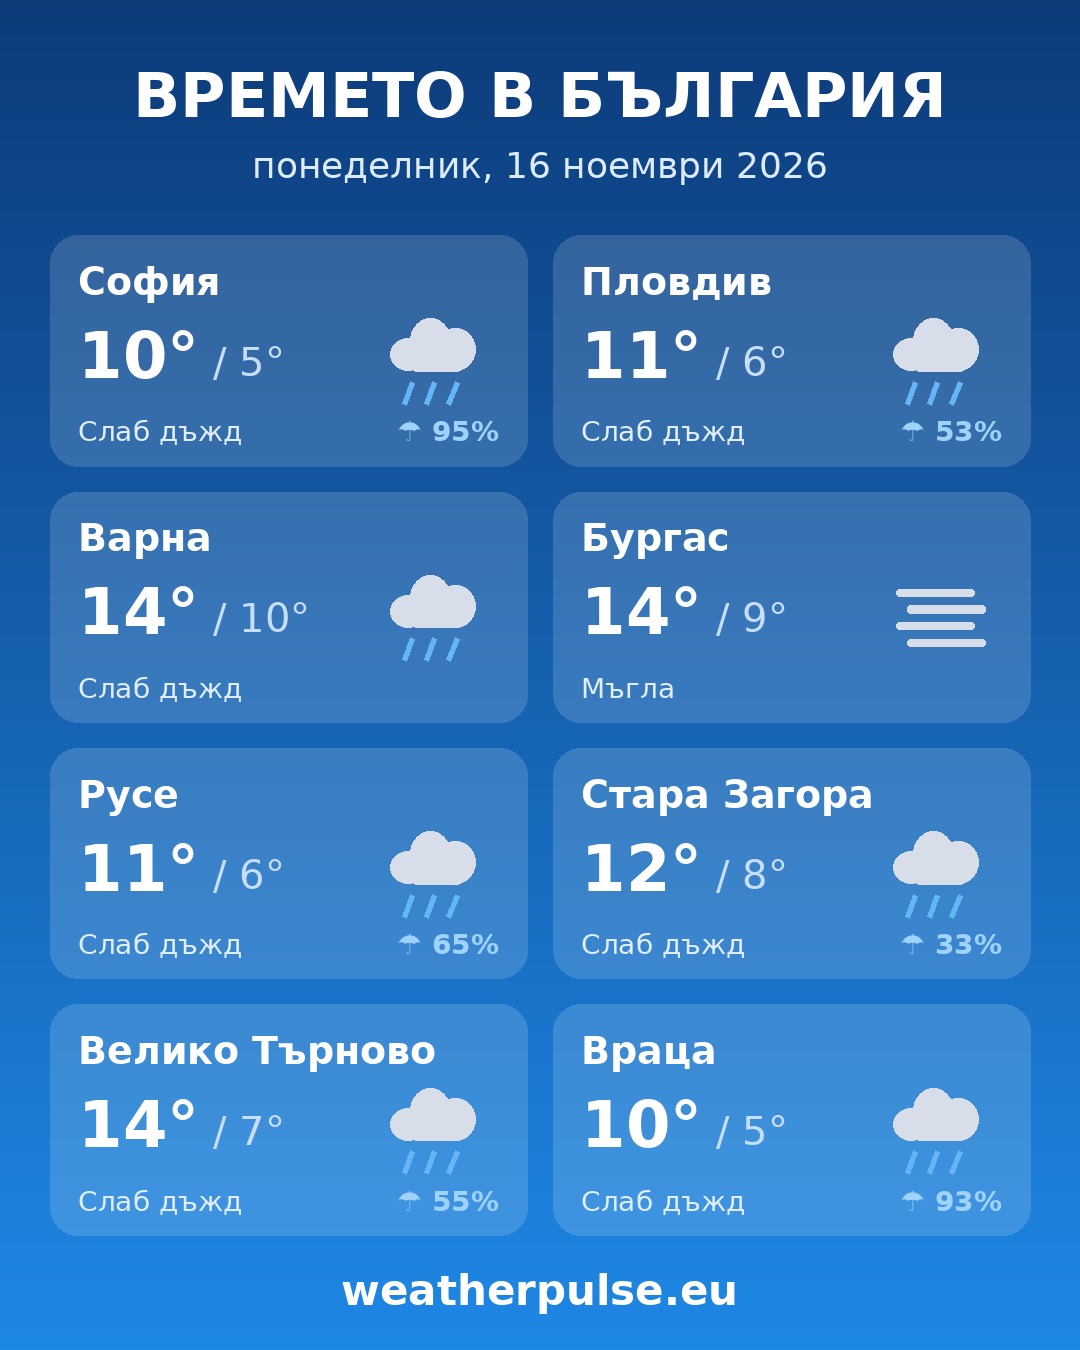 ВРЕМЕТО В БЪЛГАРИЯ
понеделник, 16 ноември 2026
София
10° / 5°
Слаб дъжд ☂ 95%
Пловдив
11° / 6°
Слаб дъжд ☂ 53%
Варна
14° / 10°
Слаб дъжд
Бургас
14° / 9°
Мъгла
Русе
11° / 6°
Слаб дъжд ☂ 65%
Стара Загора
12° / 8°
Слаб дъжд ☂ 33%
Велико Търново
14° / 7°
Слаб дъжд ☂ 55%
Враца
10° / 5°
Слаб дъжд ☂ 93%
weatherpulse.eu